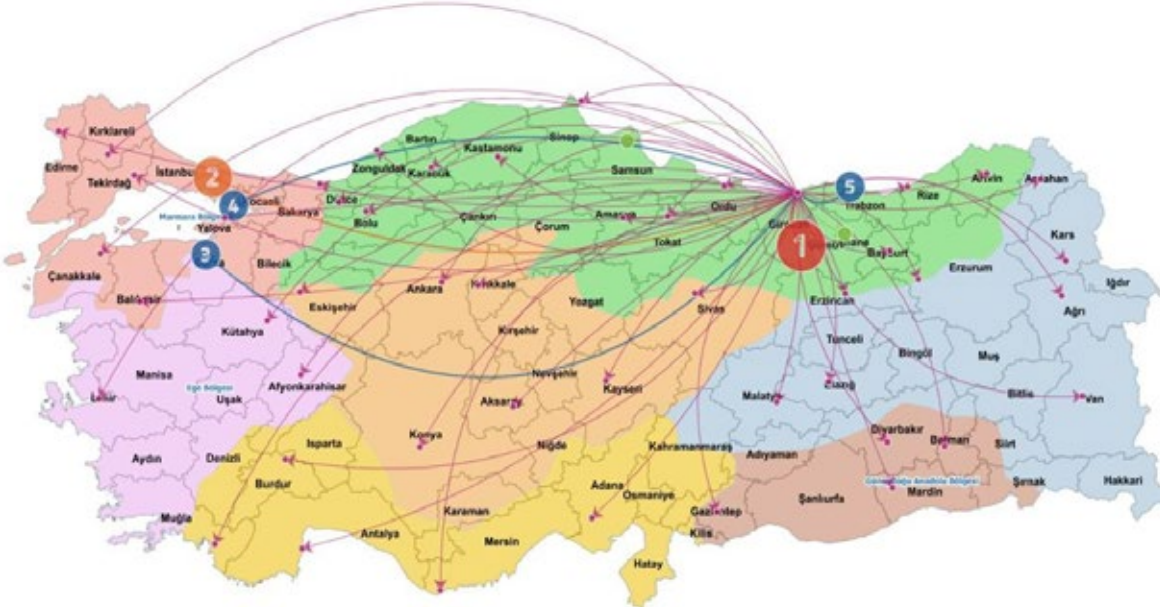 Kırklareli
Edirne
Tekirdağ
İstanbu
2
4
ocaeli
Sakarya
Marmara Bölgesi
Yalova
3
Çanakkale
Balıkesir
Bilecik
Bartın
Zonguldak
Karabük
Kastamonu
Sinop
Düzce
Bolu
Çankırı
Samsun
Amasya
Ordu
Çorum
Tokat
1
5
Trabzon
Rize
Artvin
Ardahan
Bayburt
Kars
Erzurum
Iğdır
Ağrı
Erzincan
Eskişehir
Ankara
Kırıkkale
Yozgat
Sivas
Kütahya
Kırşehir
Tunceli
Bingöl
Muş
Manisa
Ege Bölgesi
Uşak
Afyonkarahisar
Nevşehir
Kayseri
Aksaray
Malatya
Elazığ
Bitlis
Van
İzmir
Aydın
Denizli
Isparta
Konya
Niğde
Kahramanmaraş
Adıyaman
Diyarbakır
Batman
Siirt
Burdur
Adana
Osmaniye
Şanlıurfa
Güneydoğu Anadolu Bölgesi
Mardin
Şırnak
Hakkari
Muğla
Antalya
Karaman
Mersin
Gaziantep
Kilis
Hatay